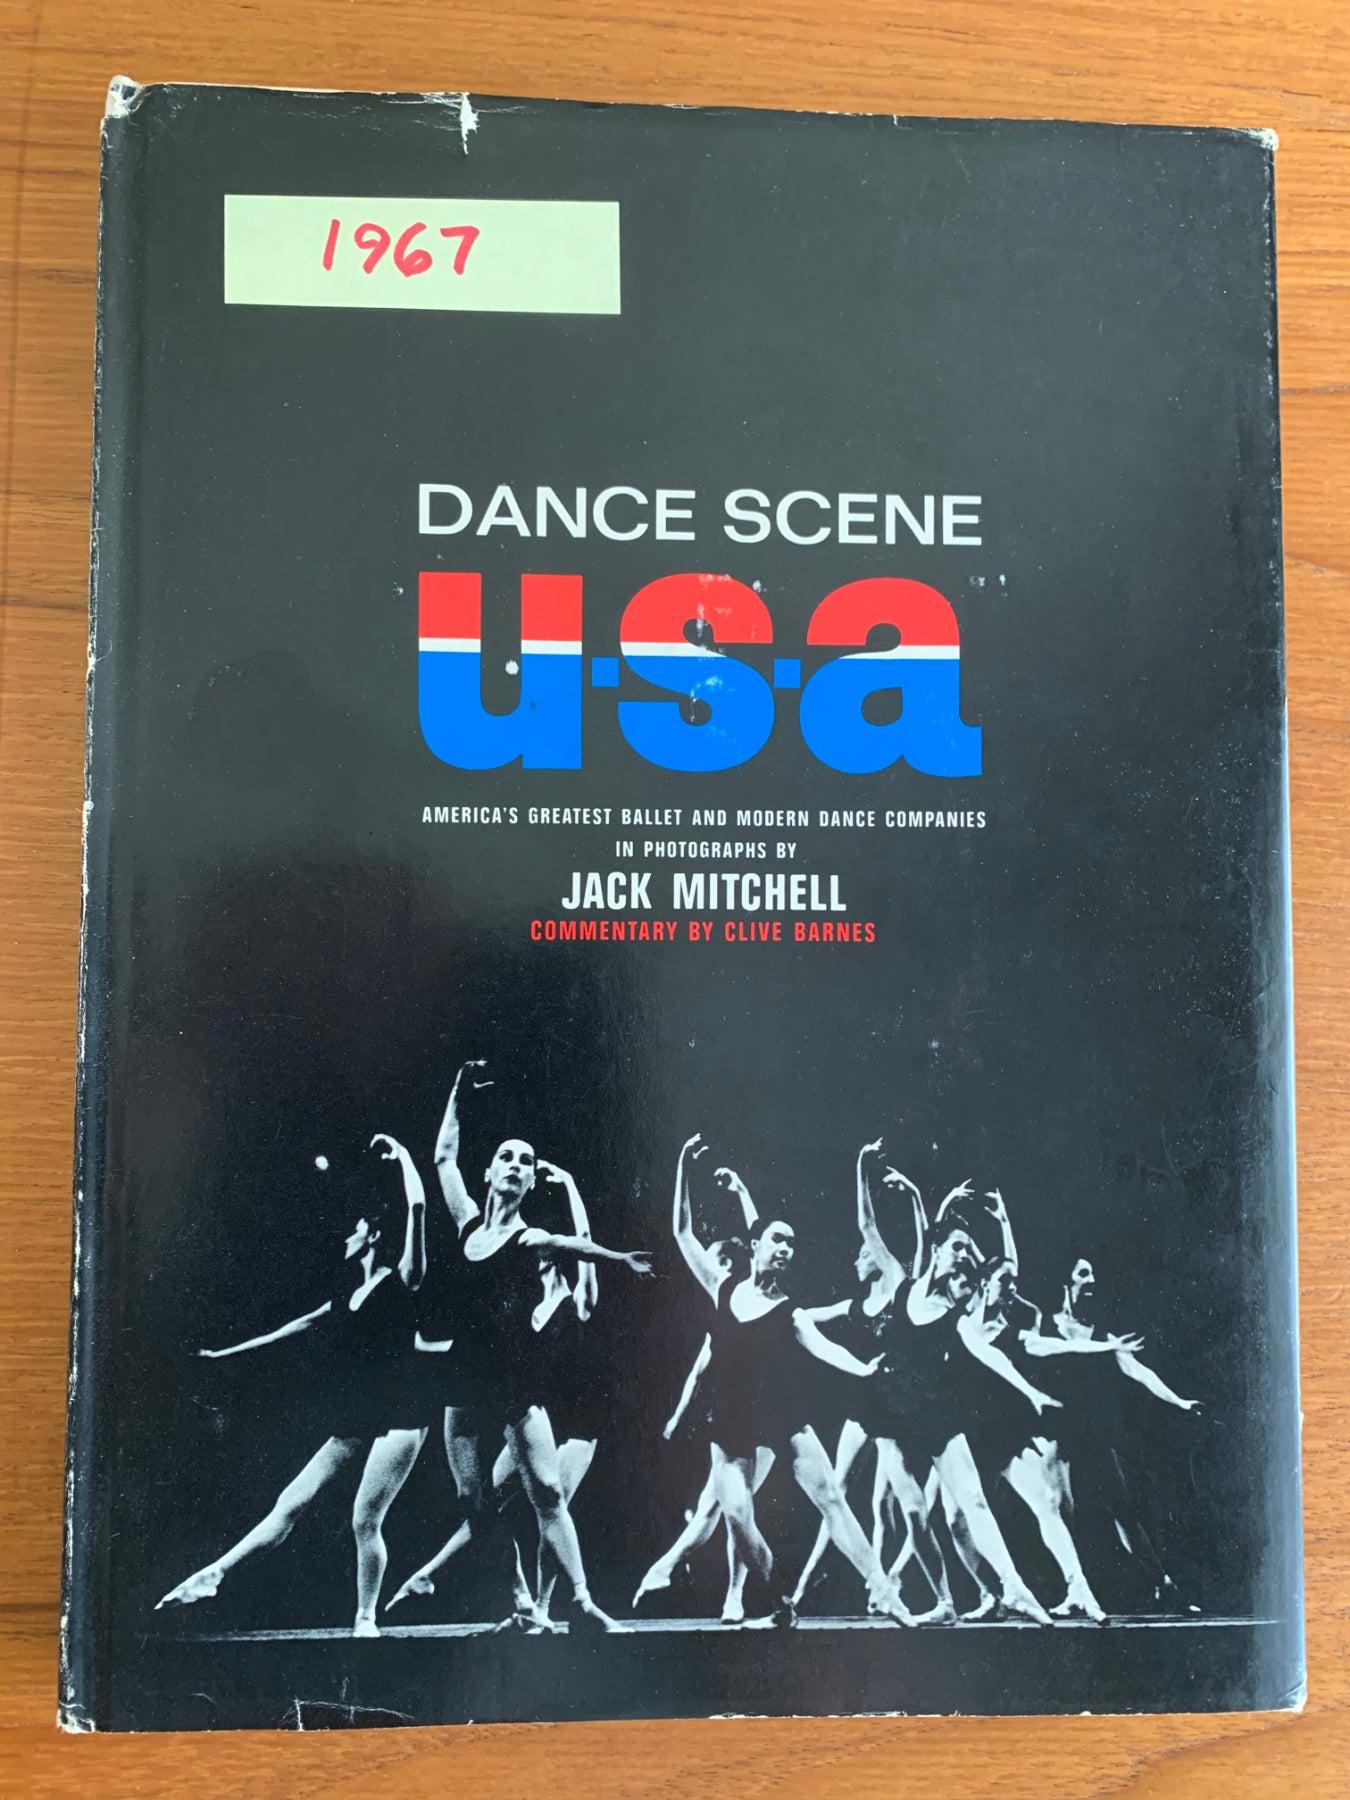 1967
DANCE SCENE
u·s·a
AMERICA'S GREATEST BALLET AND MODERN DANCE COMPANIES
IN PHOTOGRAPHS BY
JACK MITCHELL
COMMENTARY BY CLIVE BARNES